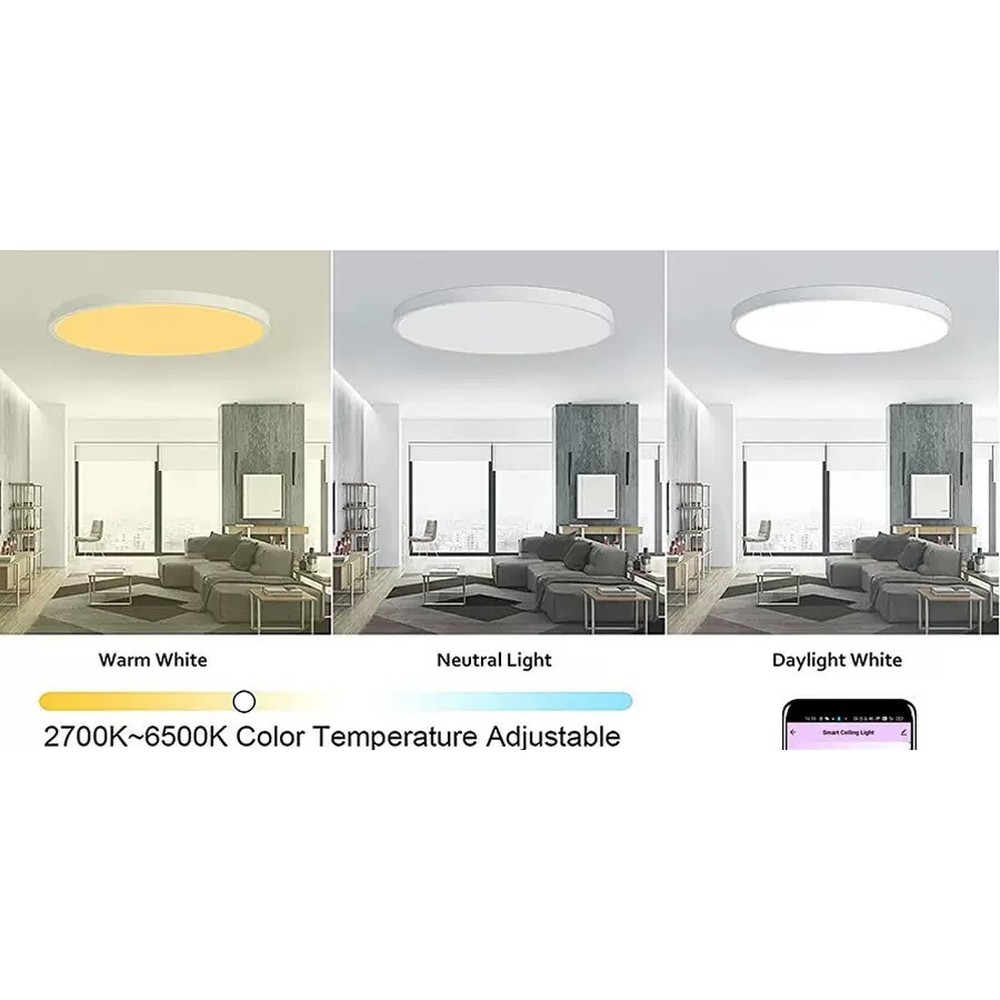 Warm White
Neutral Light
Daylight White
2700K~6500K Color Temperature Adjustable
Smart Ceiling Light